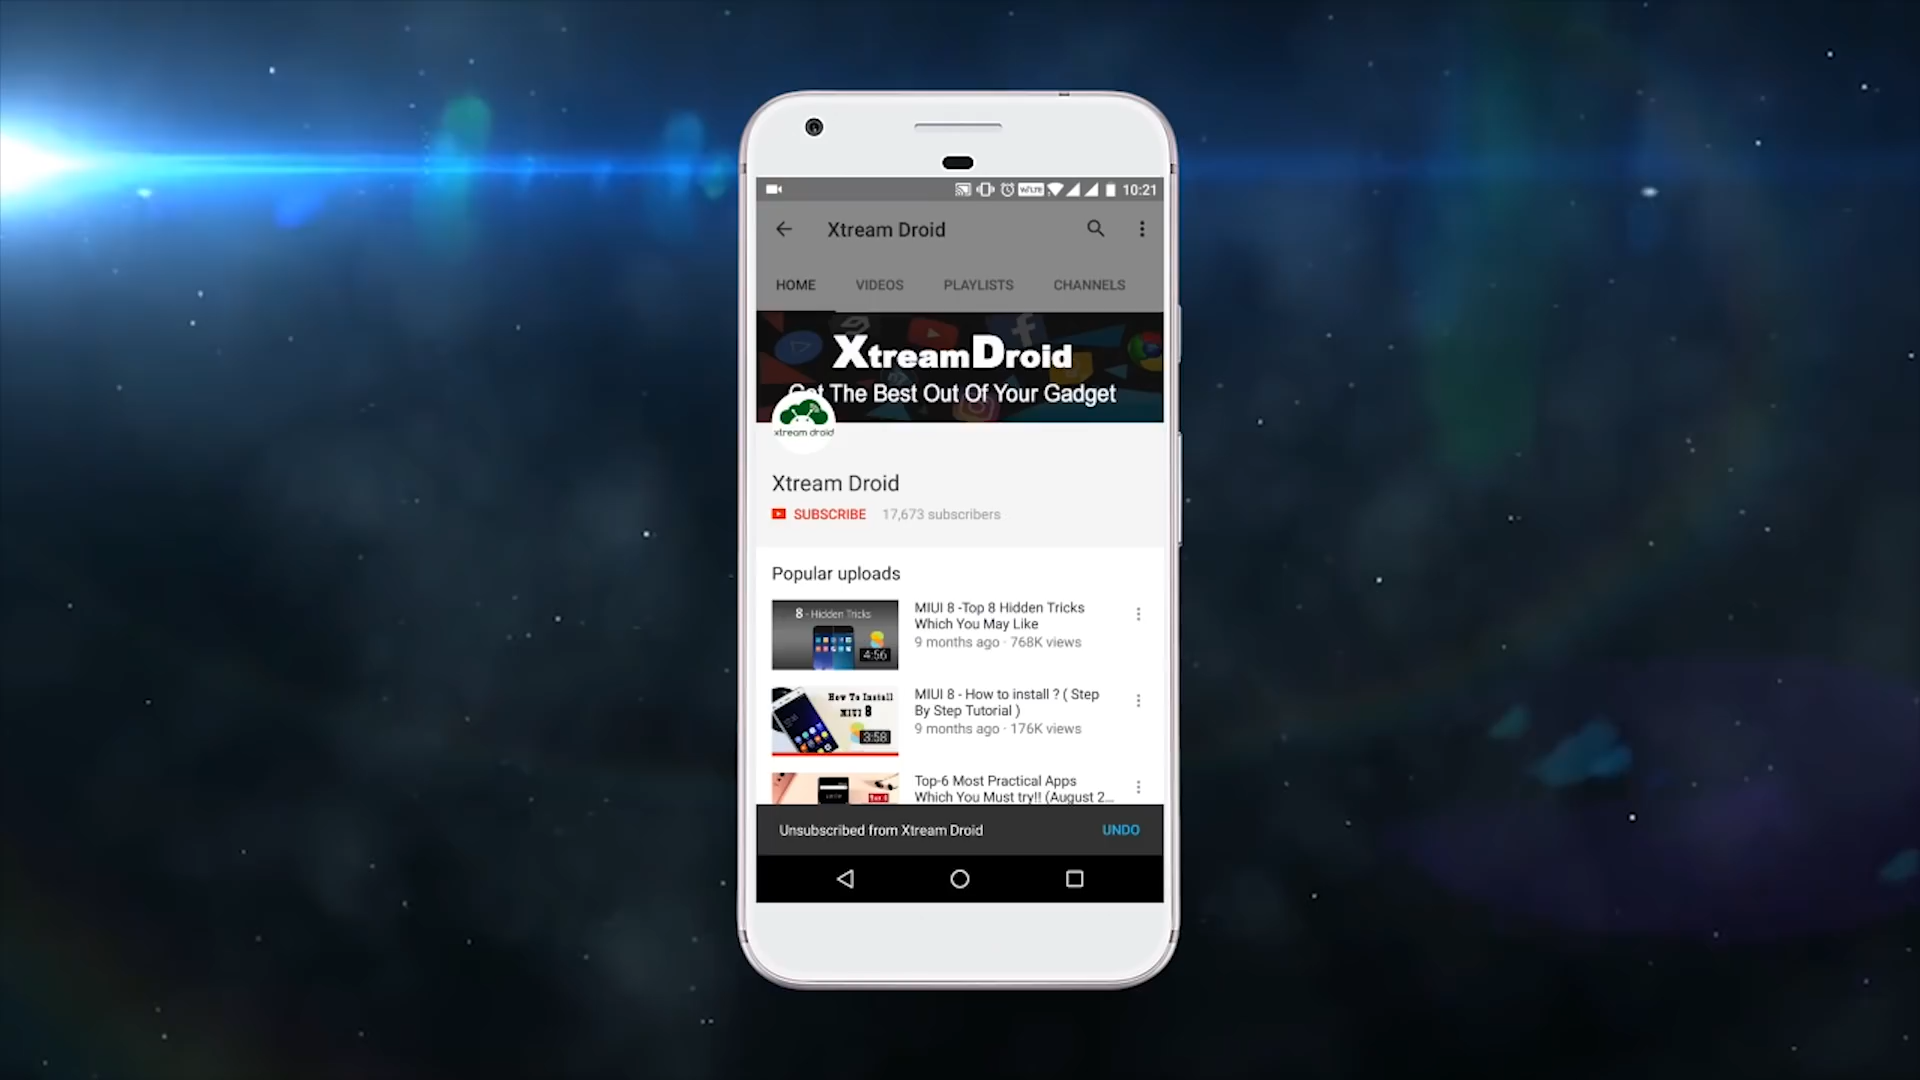 VoLTE 10:21
Xtream Droid
HOME VIDEOS PLAYLISTS CHANNELS
XtreamDroid
Get The Best Out Of Your Gadget
xtream droid
Xtream Droid
SUBSCRIBE 17,673 subscribers
Popular uploads
8 - Hidden Tricks
4:56
MIUI 8 -Top 8 Hidden Tricks
Which You May Like
9 months ago · 768K views
How To Install
MIUI 8
3:58
MIUI 8 - How to install ? ( Step
By Step Tutorial )
9 months ago · 176K views
Top-6 Most Practical Apps
Which You Must try!! (August 2...
Unsubscribed from Xtream Droid UNDO